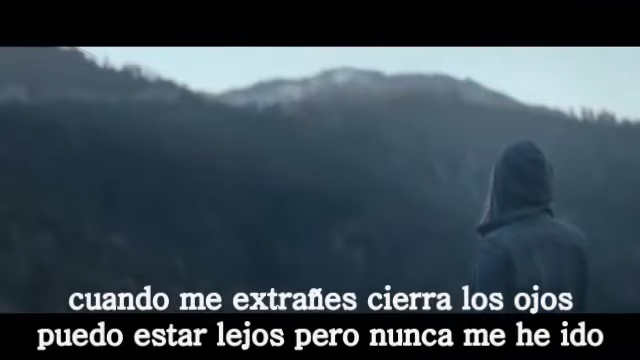 cuando me extrañes cierra los ojos
puedo estar lejos pero nunca me he ido